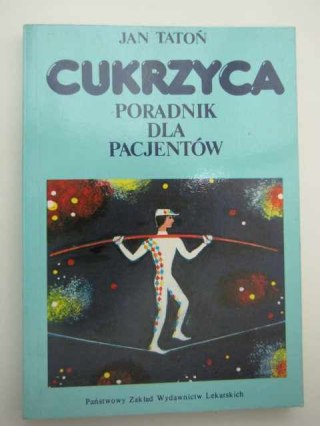 JAN TATOŃ
CUKRZYCA
PORADNIK
DLA
PACJENTÓW
Państwowy Zakład Wydawnictw Lekarskich